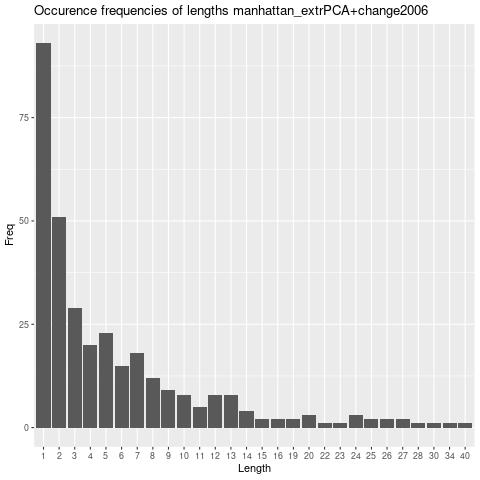 Occurence frequencies of lengths manhattan_extrPCA+change2006
75
50
25
0
Freq
1 2 3 4 5 6 7 8 9 10 11 12 13 14 15 16 19 20 22 23 24 25 26 27 28 30 34 40
Length